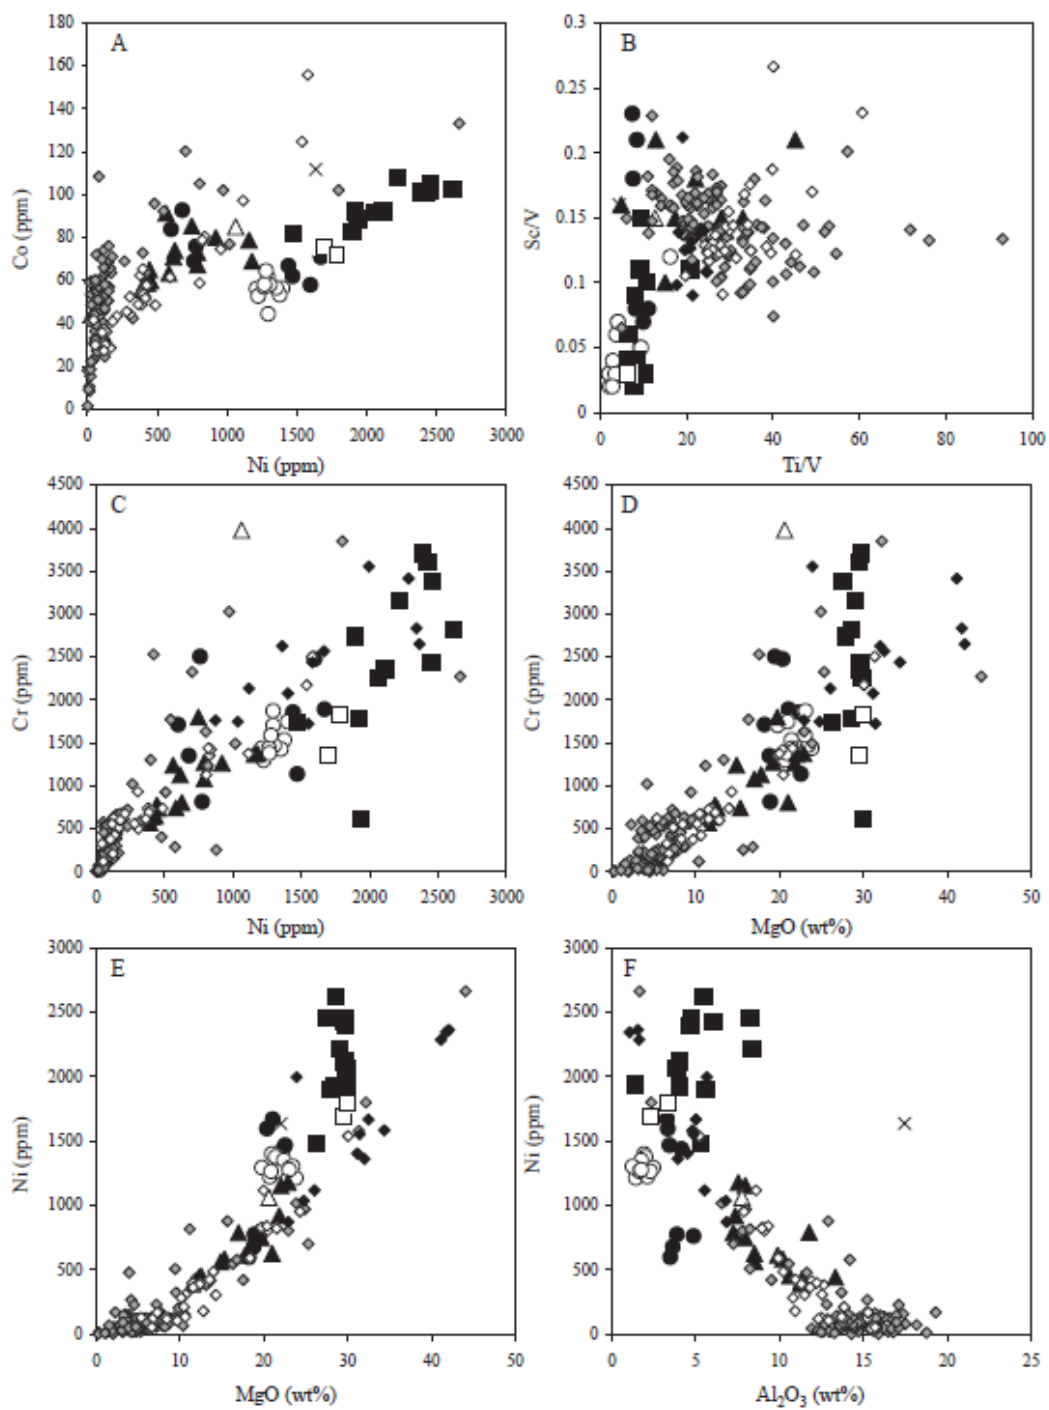 180
160
140
120
100
80
60
40
20
0
A
Co (ppm)
0 500 1000 1500 2000 2500 3000
Ni (ppm)
0.3
0.25
0.2
0.15
0.1
0.05
0
B
Sc/V
0 20 40 60 80 100
Ti/V
4500
4000
3500
3000
2500
2000
1500
1000
500
0
C
Cr (ppm)
0 500 1000 1500 2000 2500 3000
Ni (ppm)
4500
4000
3500
3000
2500
2000
1500
1000
500
0
D
Cr (ppm)
0 10 20 30 40 50
MgO (wt%)
3000
2500
2000
1500
1000
500
0
E
Ni (ppm)
0 10 20 30 40 50
MgO (wt%)
3000
2500
2000
1500
1000
500
0
F
Ni (ppm)
0 5 10 15 20 25
Al₂O₃ (wt%)